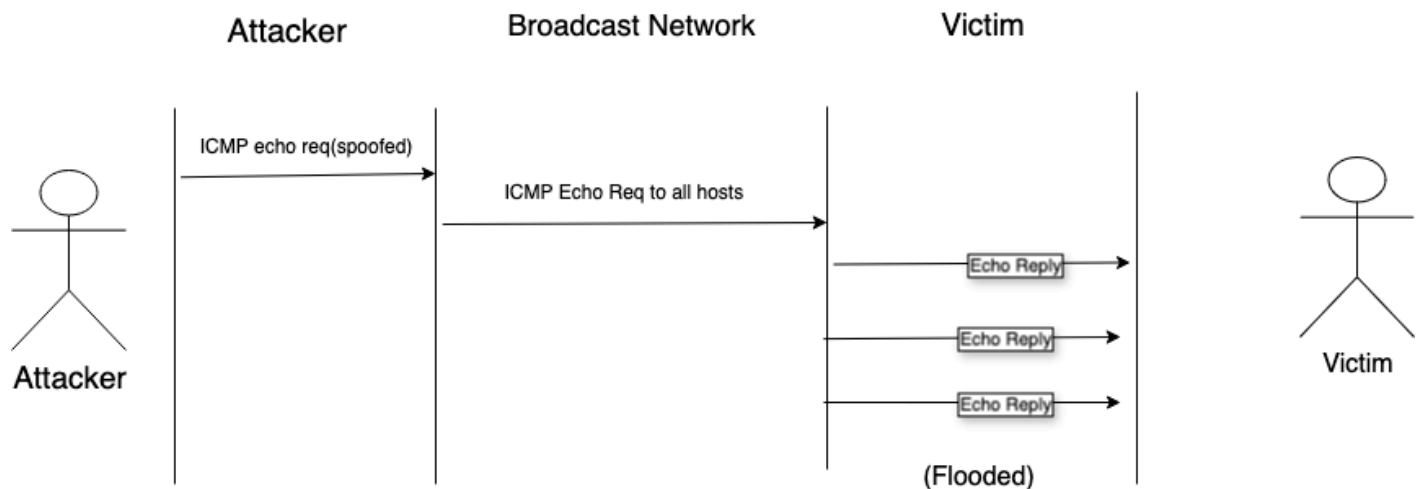 Attacker
Broadcast Network
Victim
ICMP echo req(spoofed)
ICMP Echo Req to all hosts
Echo Reply
Echo Reply
Echo Reply
Attacker
Victim
(Flooded)